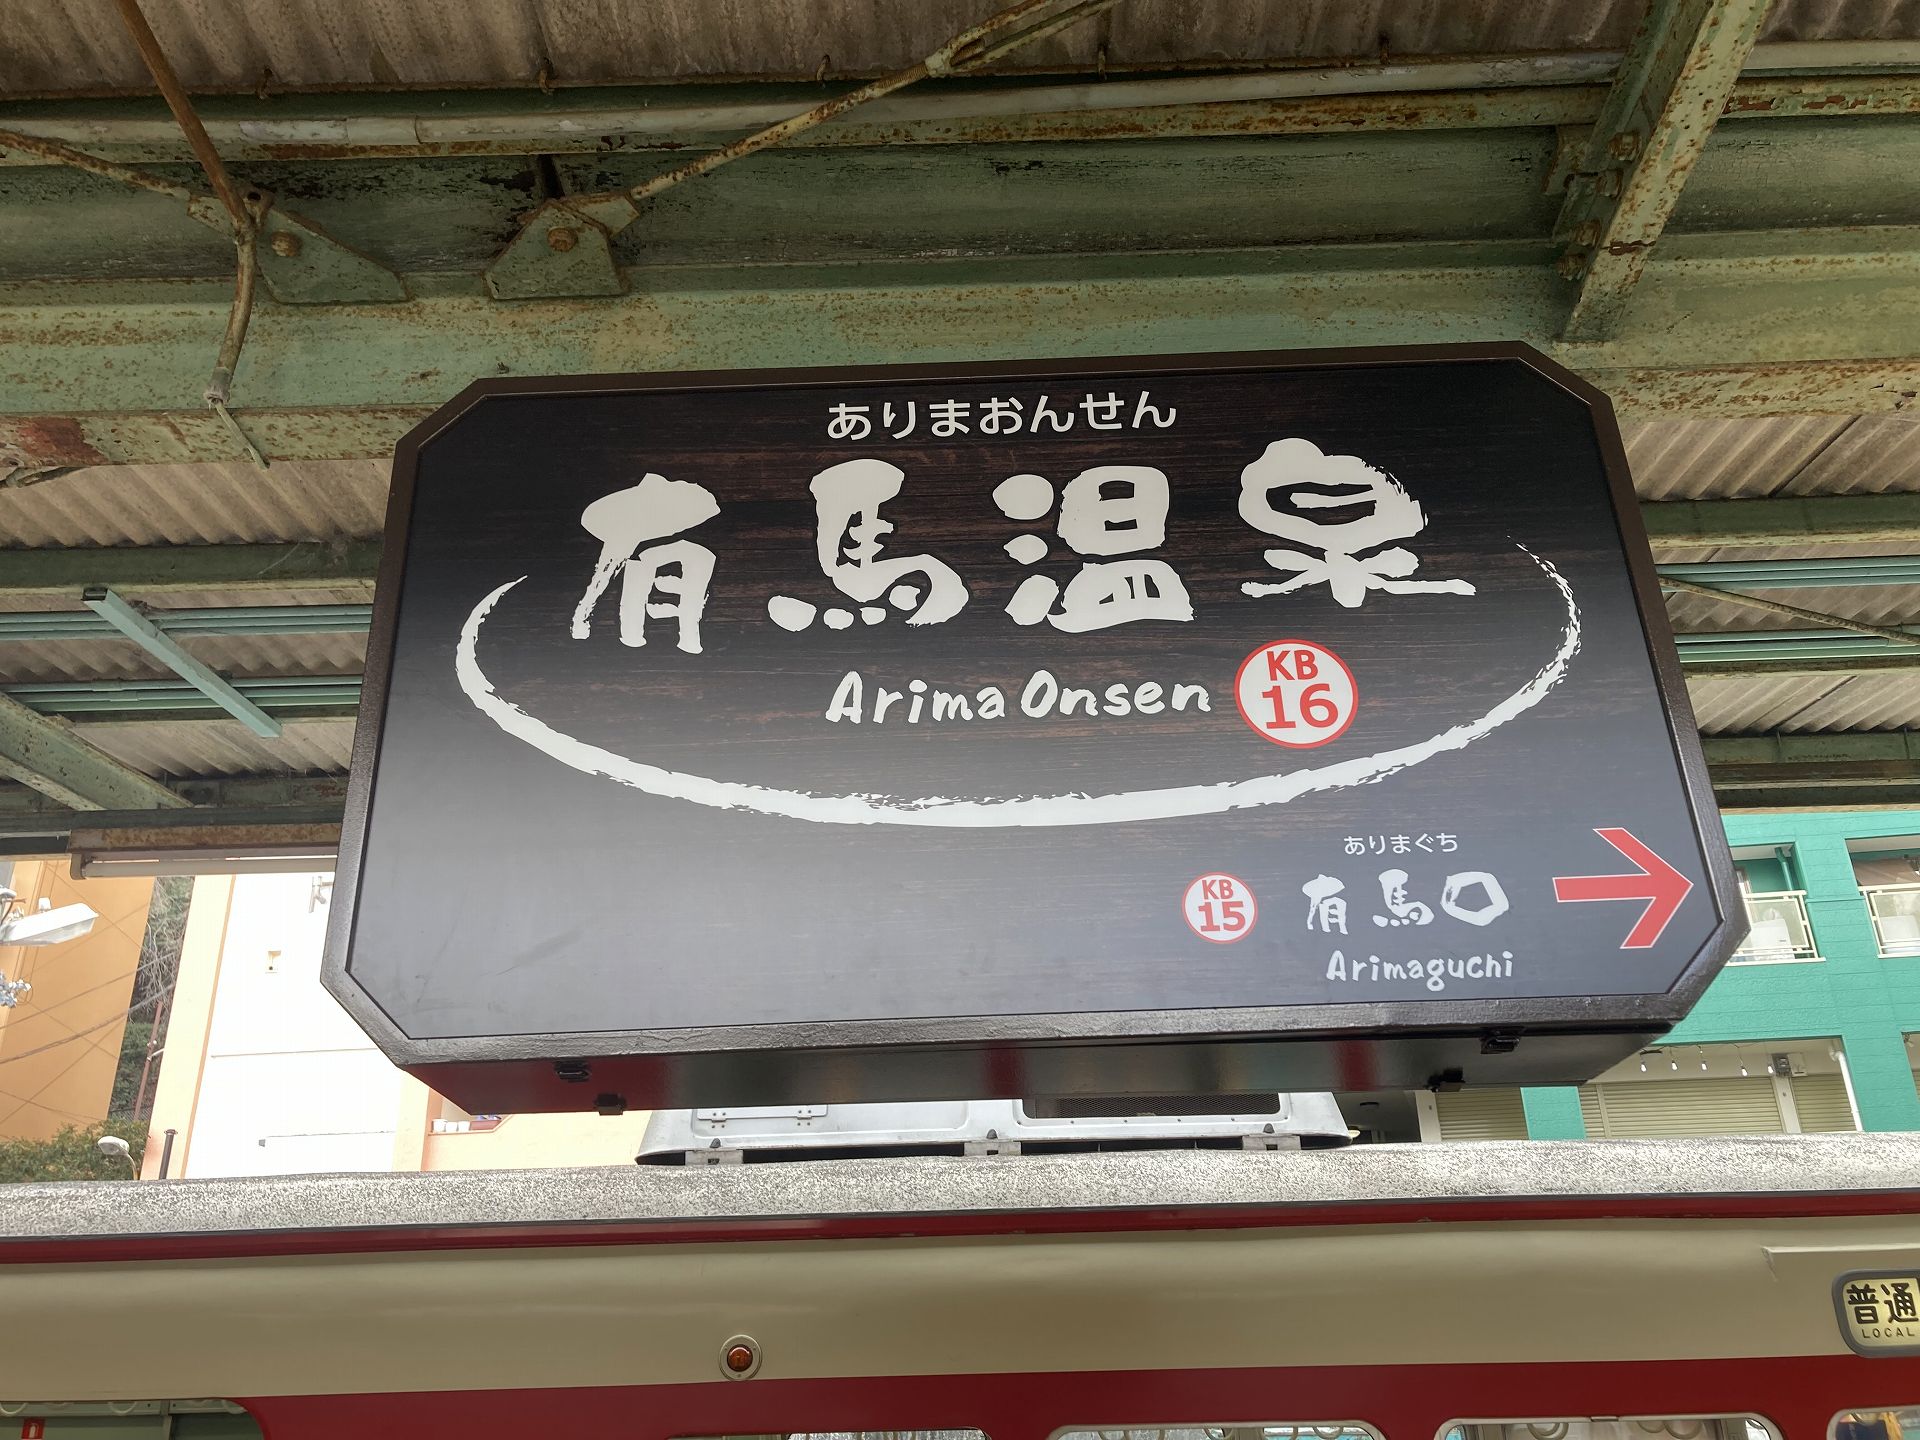 ありまおんせん
有馬温泉
Arima Onsen
KB
16
ありまぐち
KB
15
有馬口
Arimaguchi
普通
LOCAL